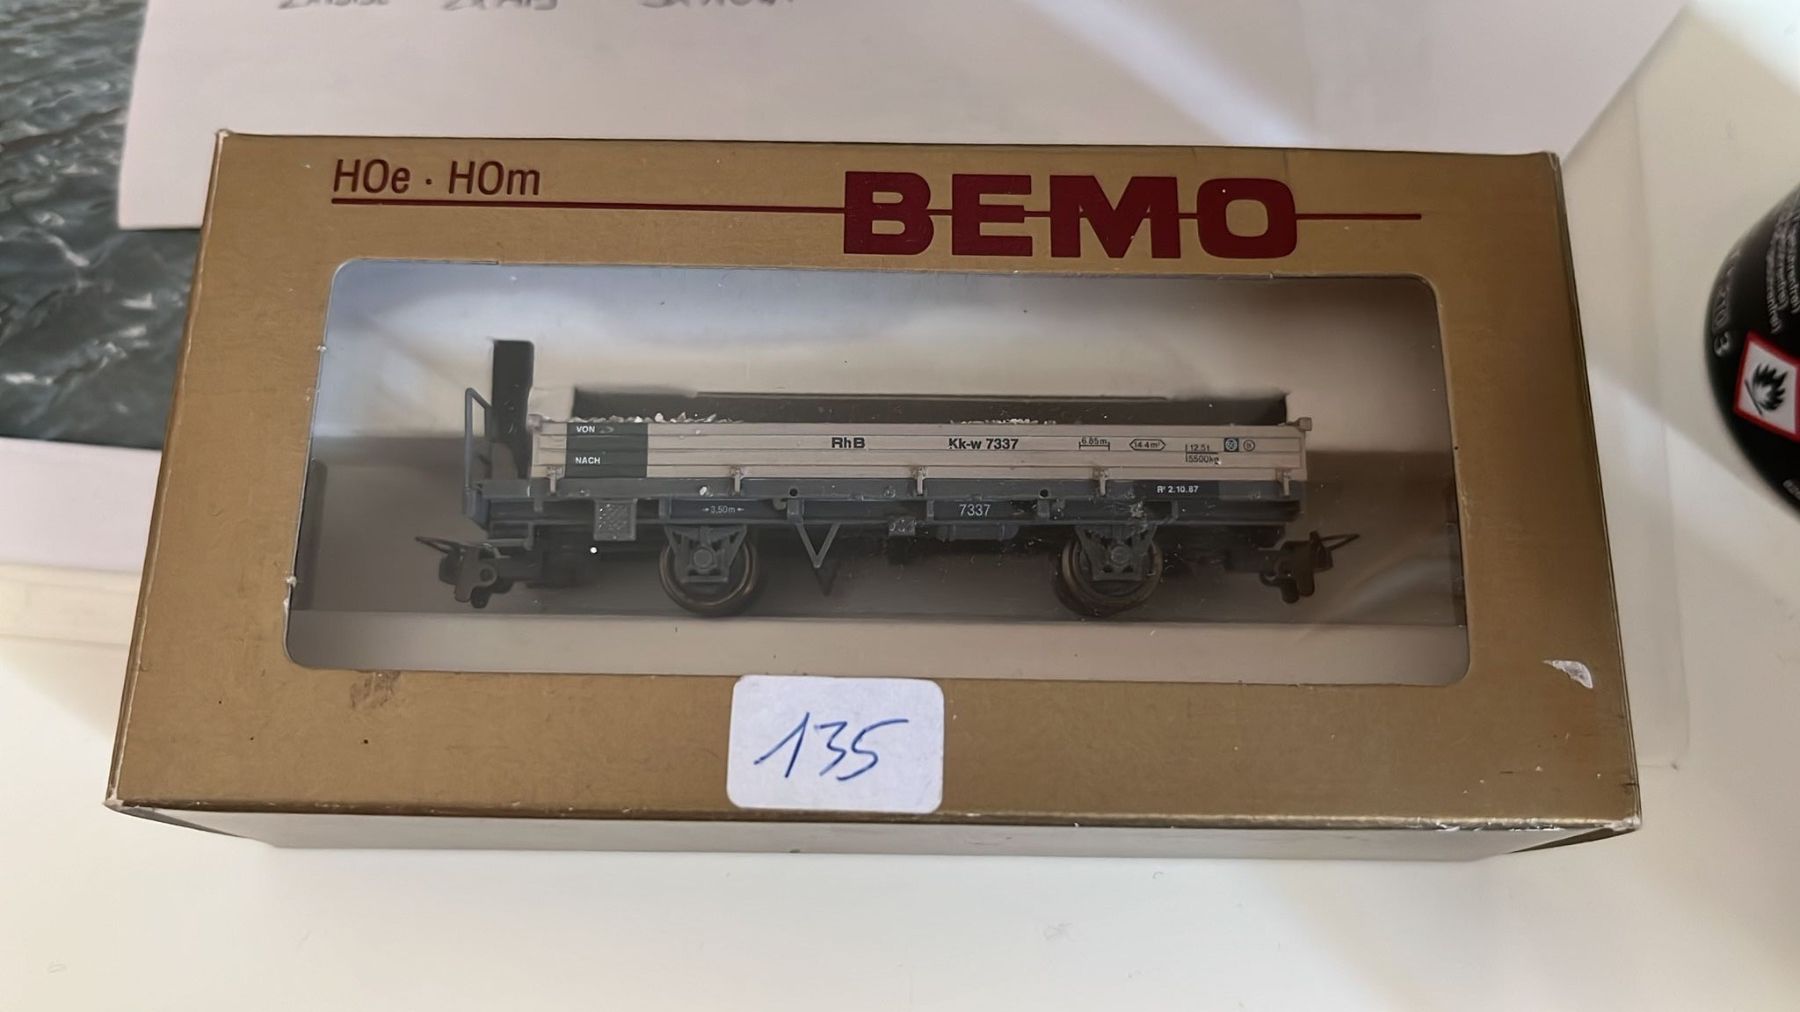 HOe · HOm
BEMO
VON
NACH
RhB Kk-w 7337
6.85m
14.4m²
12.5t
5500kg
R³ 2.10.87
3,50m
7337
135